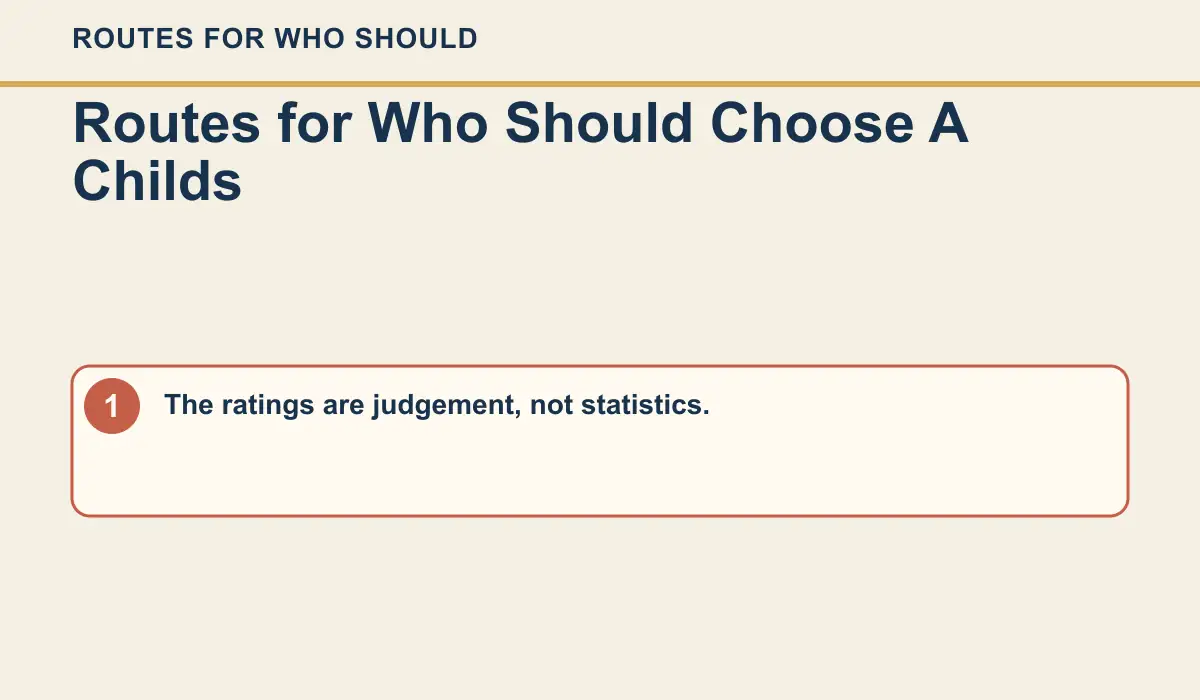 ROUTES FOR WHO SHOULD
Routes for Who Should Choose A
Childs
1 The ratings are judgement, not statistics.